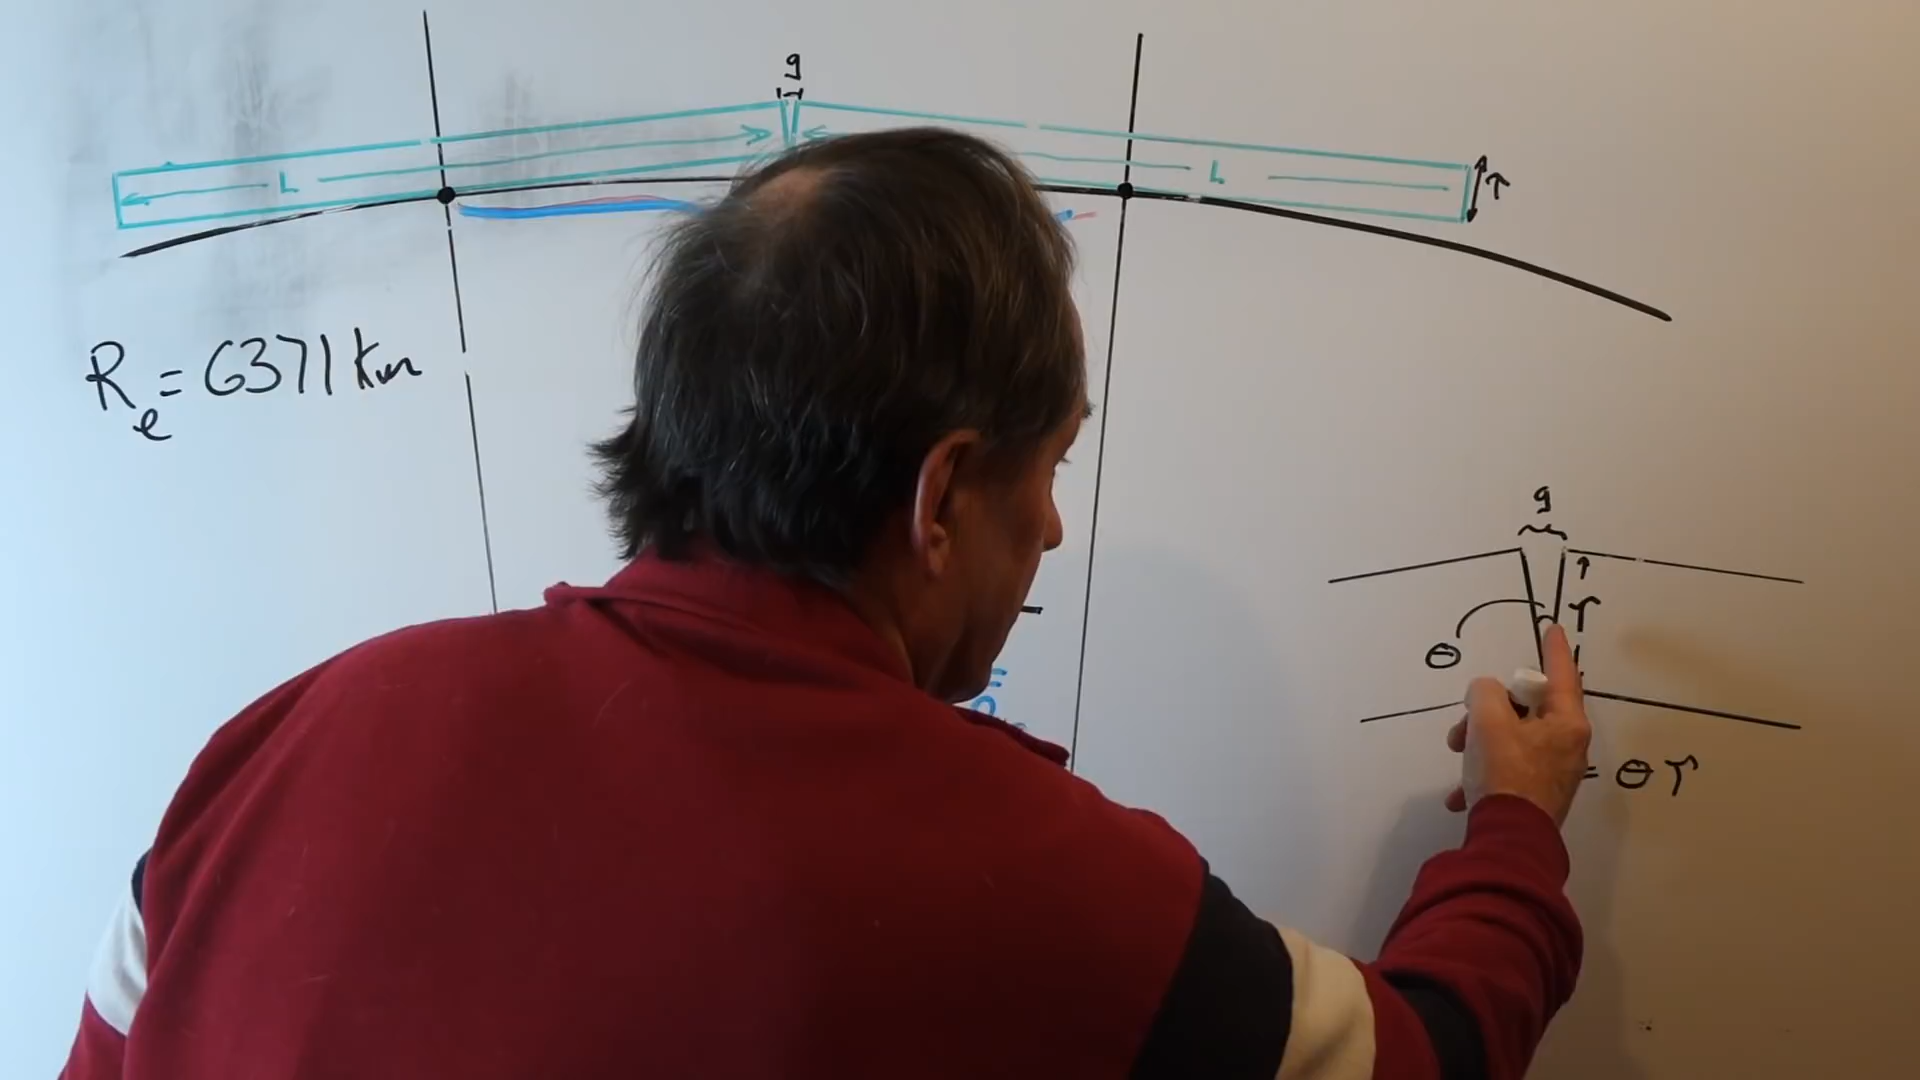 g
L
L
T
Re = 6371 Km
g
T
θ
= θ T